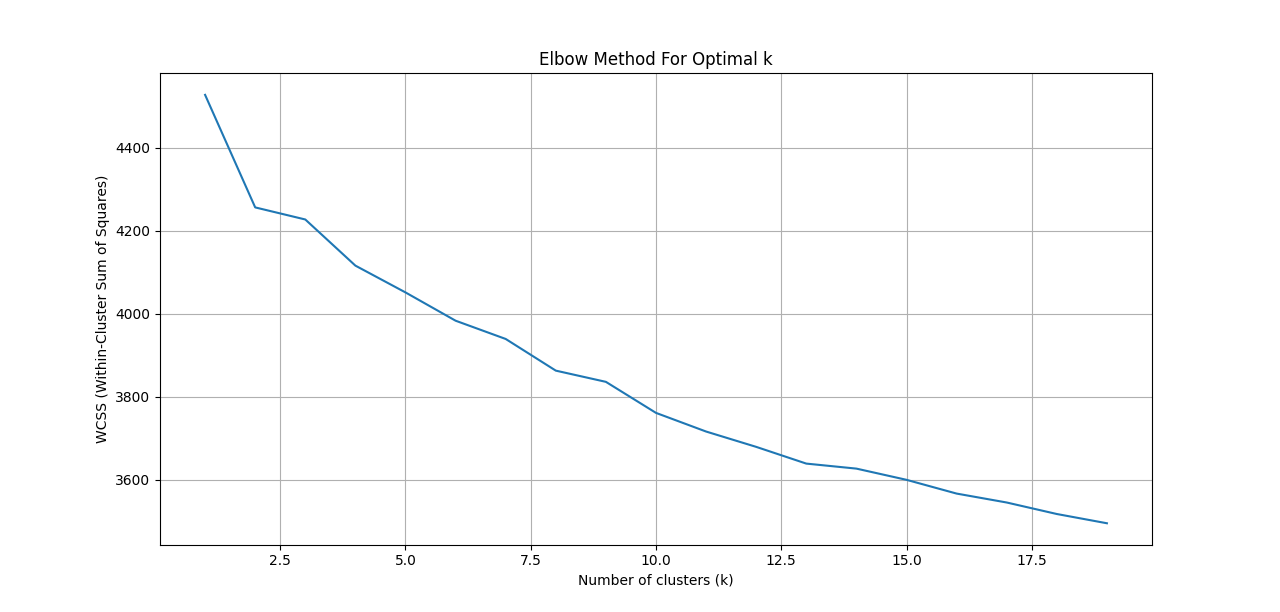 Elbow Method For Optimal k
WCSS (Within-Cluster Sum of Squares)
4400
4200
4000
3800
3600
2.5 5.0 7.5 10.0 12.5 15.0 17.5
Number of clusters (k)